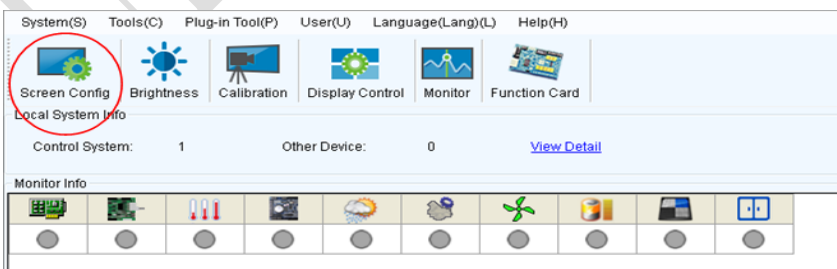 System(S) Tools(C) Plug-in Tool(P) User(U) Language(Lang)(L) Help(H)
Screen Config Brightness Calibration Display Control Monitor Function Card
Local System Info
Control System: 1 Other Device: 0 View Detail
Monitor Info